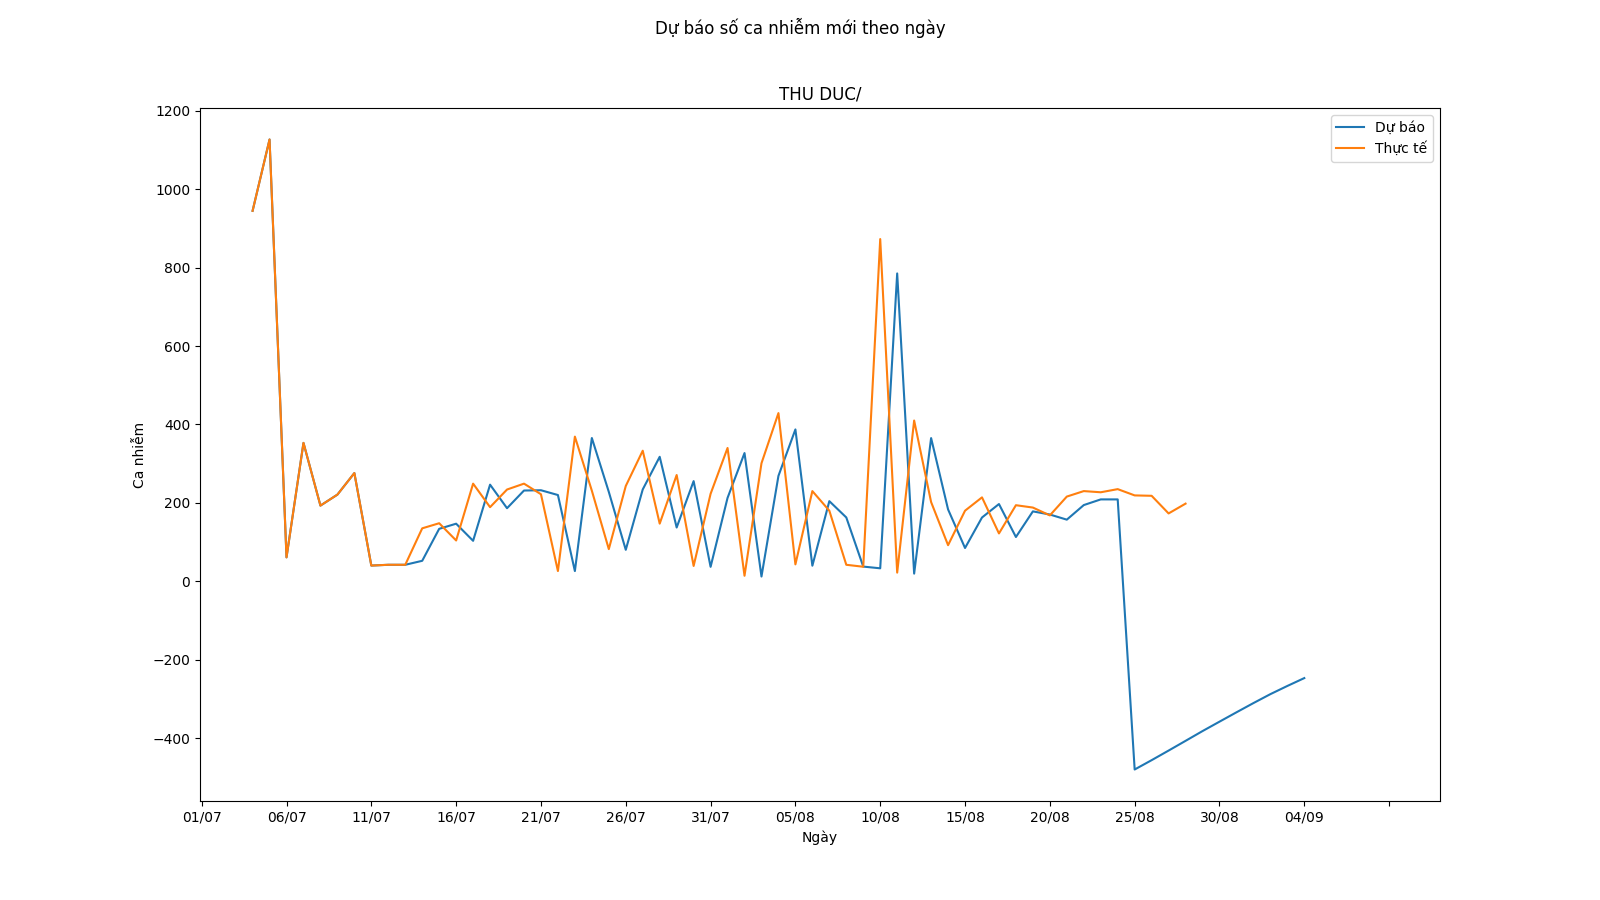 Dự báo số ca nhiễm mới theo ngày
THU DUC/
Dự báo
Thực tế
1200
1000
800
600
400
200
0
−200
−400
Ca nhiễm
01/07 06/07 11/07 16/07 21/07 26/07 31/07 05/08 10/08 15/08 20/08 25/08 30/08 04/09
Ngày